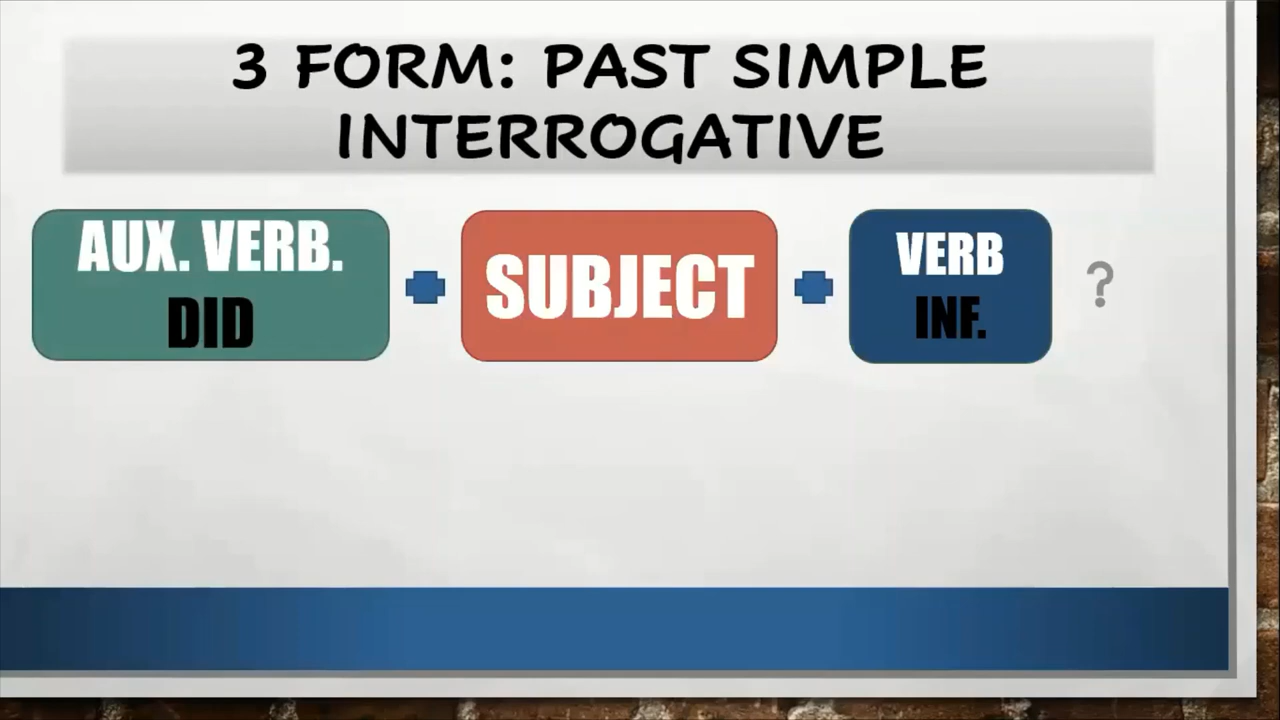 3 FORM: PAST SIMPLE
INTERROGATIVE
AUX. VERB.
DID
SUBJECT
VERB
INF.
?